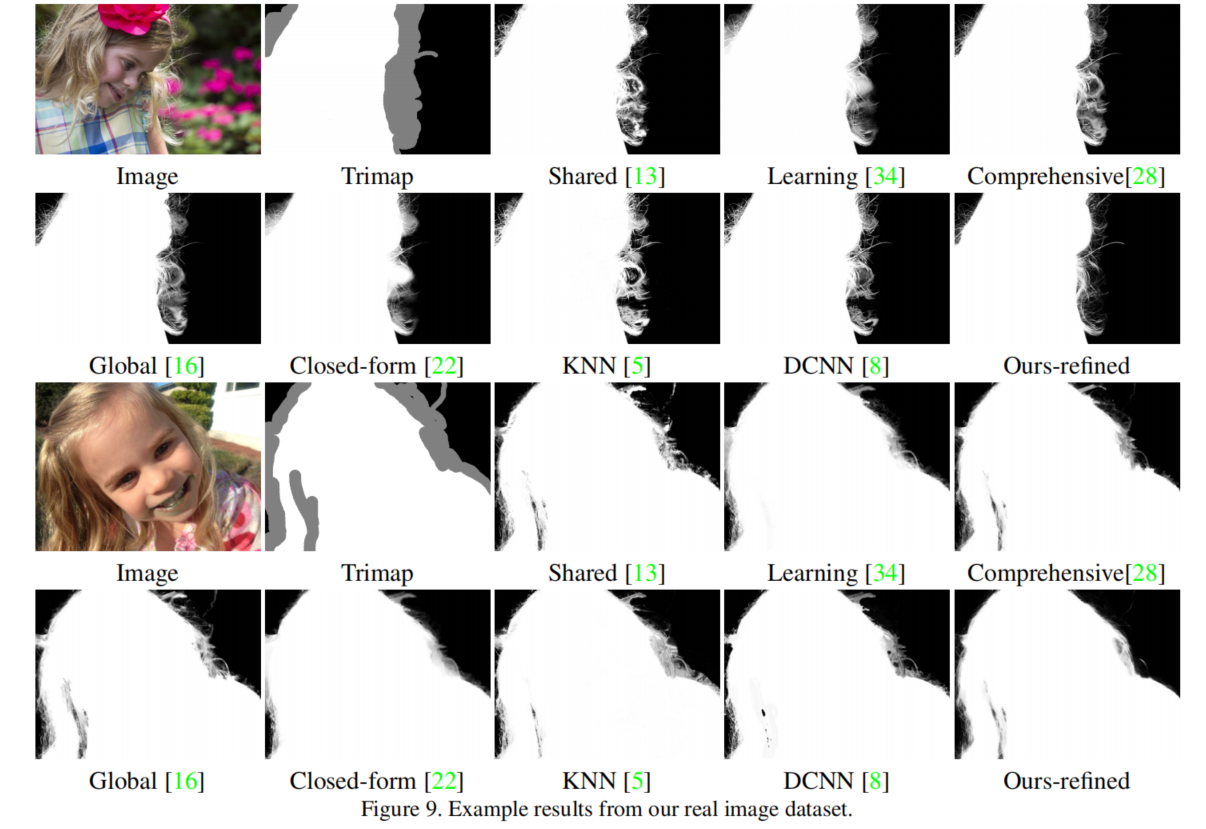 Image Trimap Shared [13] Learning [34] Comprehensive[28]
Global [16] Closed-form [22] KNN [5] DCNN [8] Ours-refined
Image Trimap Shared [13] Learning [34] Comprehensive[28]
Global [16] Closed-form [22] KNN [5] DCNN [8] Ours-refined
Figure 9. Example results from our real image dataset.